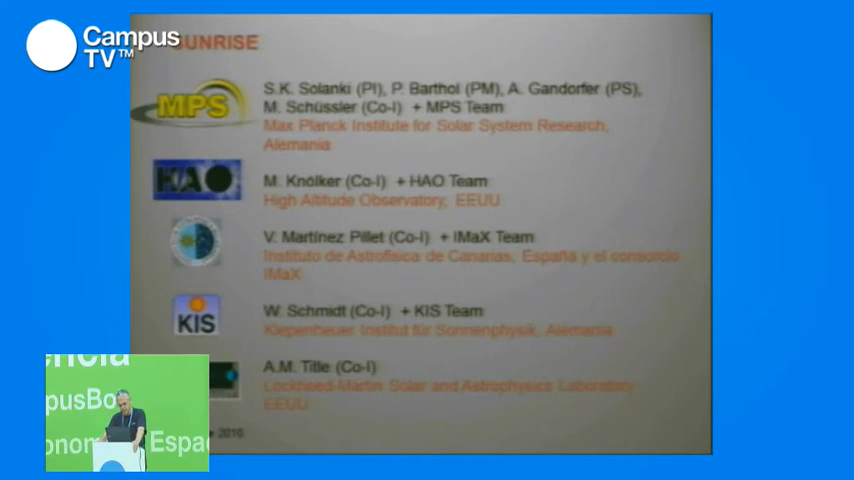 Campus
TV™
SUNRISE
MPS
S.K. Solanki (PI), P. Barthol (PM), A. Gandorfer (PS),
M. Schüssler (Co-I) + MPS Team
Max Planck Institute for Solar System Research,
Alemania
HAO
M. Knölker (Co-I) + HAO Team
High Altitude Observatory, EEUU
V. Martínez Pillet (Co-I) + IMaX Team
Instituto de Astrofísica de Canarias, España y el consorcio
IMaX
KIS
W. Schmidt (Co-I) + KIS Team
Kiepenheuer Institut für Sonnenphysik, Alemania
A.M. Title (Co-I)
Lockheed-Martin Solar and Astrophysics Laboratory
EEUU
2010
encia
pusBo
onom
Espac